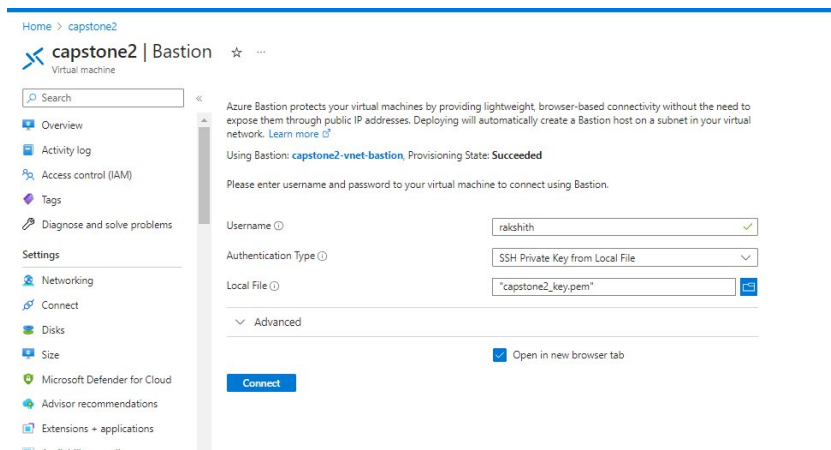 Home > capstone2
capstone2 | Bastion
Virtual machine
Search
Overview
Activity log
Access control (IAM)
Tags
Diagnose and solve problems
Settings
Networking
Connect
Disks
Size
Microsoft Defender for Cloud
Advisor recommendations
Extensions + applications
Azure Bastion protects your virtual machines by providing lightweight, browser-based connectivity without the need to
expose them through public IP addresses. Deploying will automatically create a Bastion host on a subnet in your virtual
network. Learn more
Using Bastion: capstone2-vnet-bastion, Provisioning State: Succeeded
Please enter username and password to your virtual machine to connect using Bastion.
Username
rakshith
Authentication Type
SSH Private Key from Local File
Local File
"capstone2_key.pem"
Advanced
Open in new browser tab
Connect